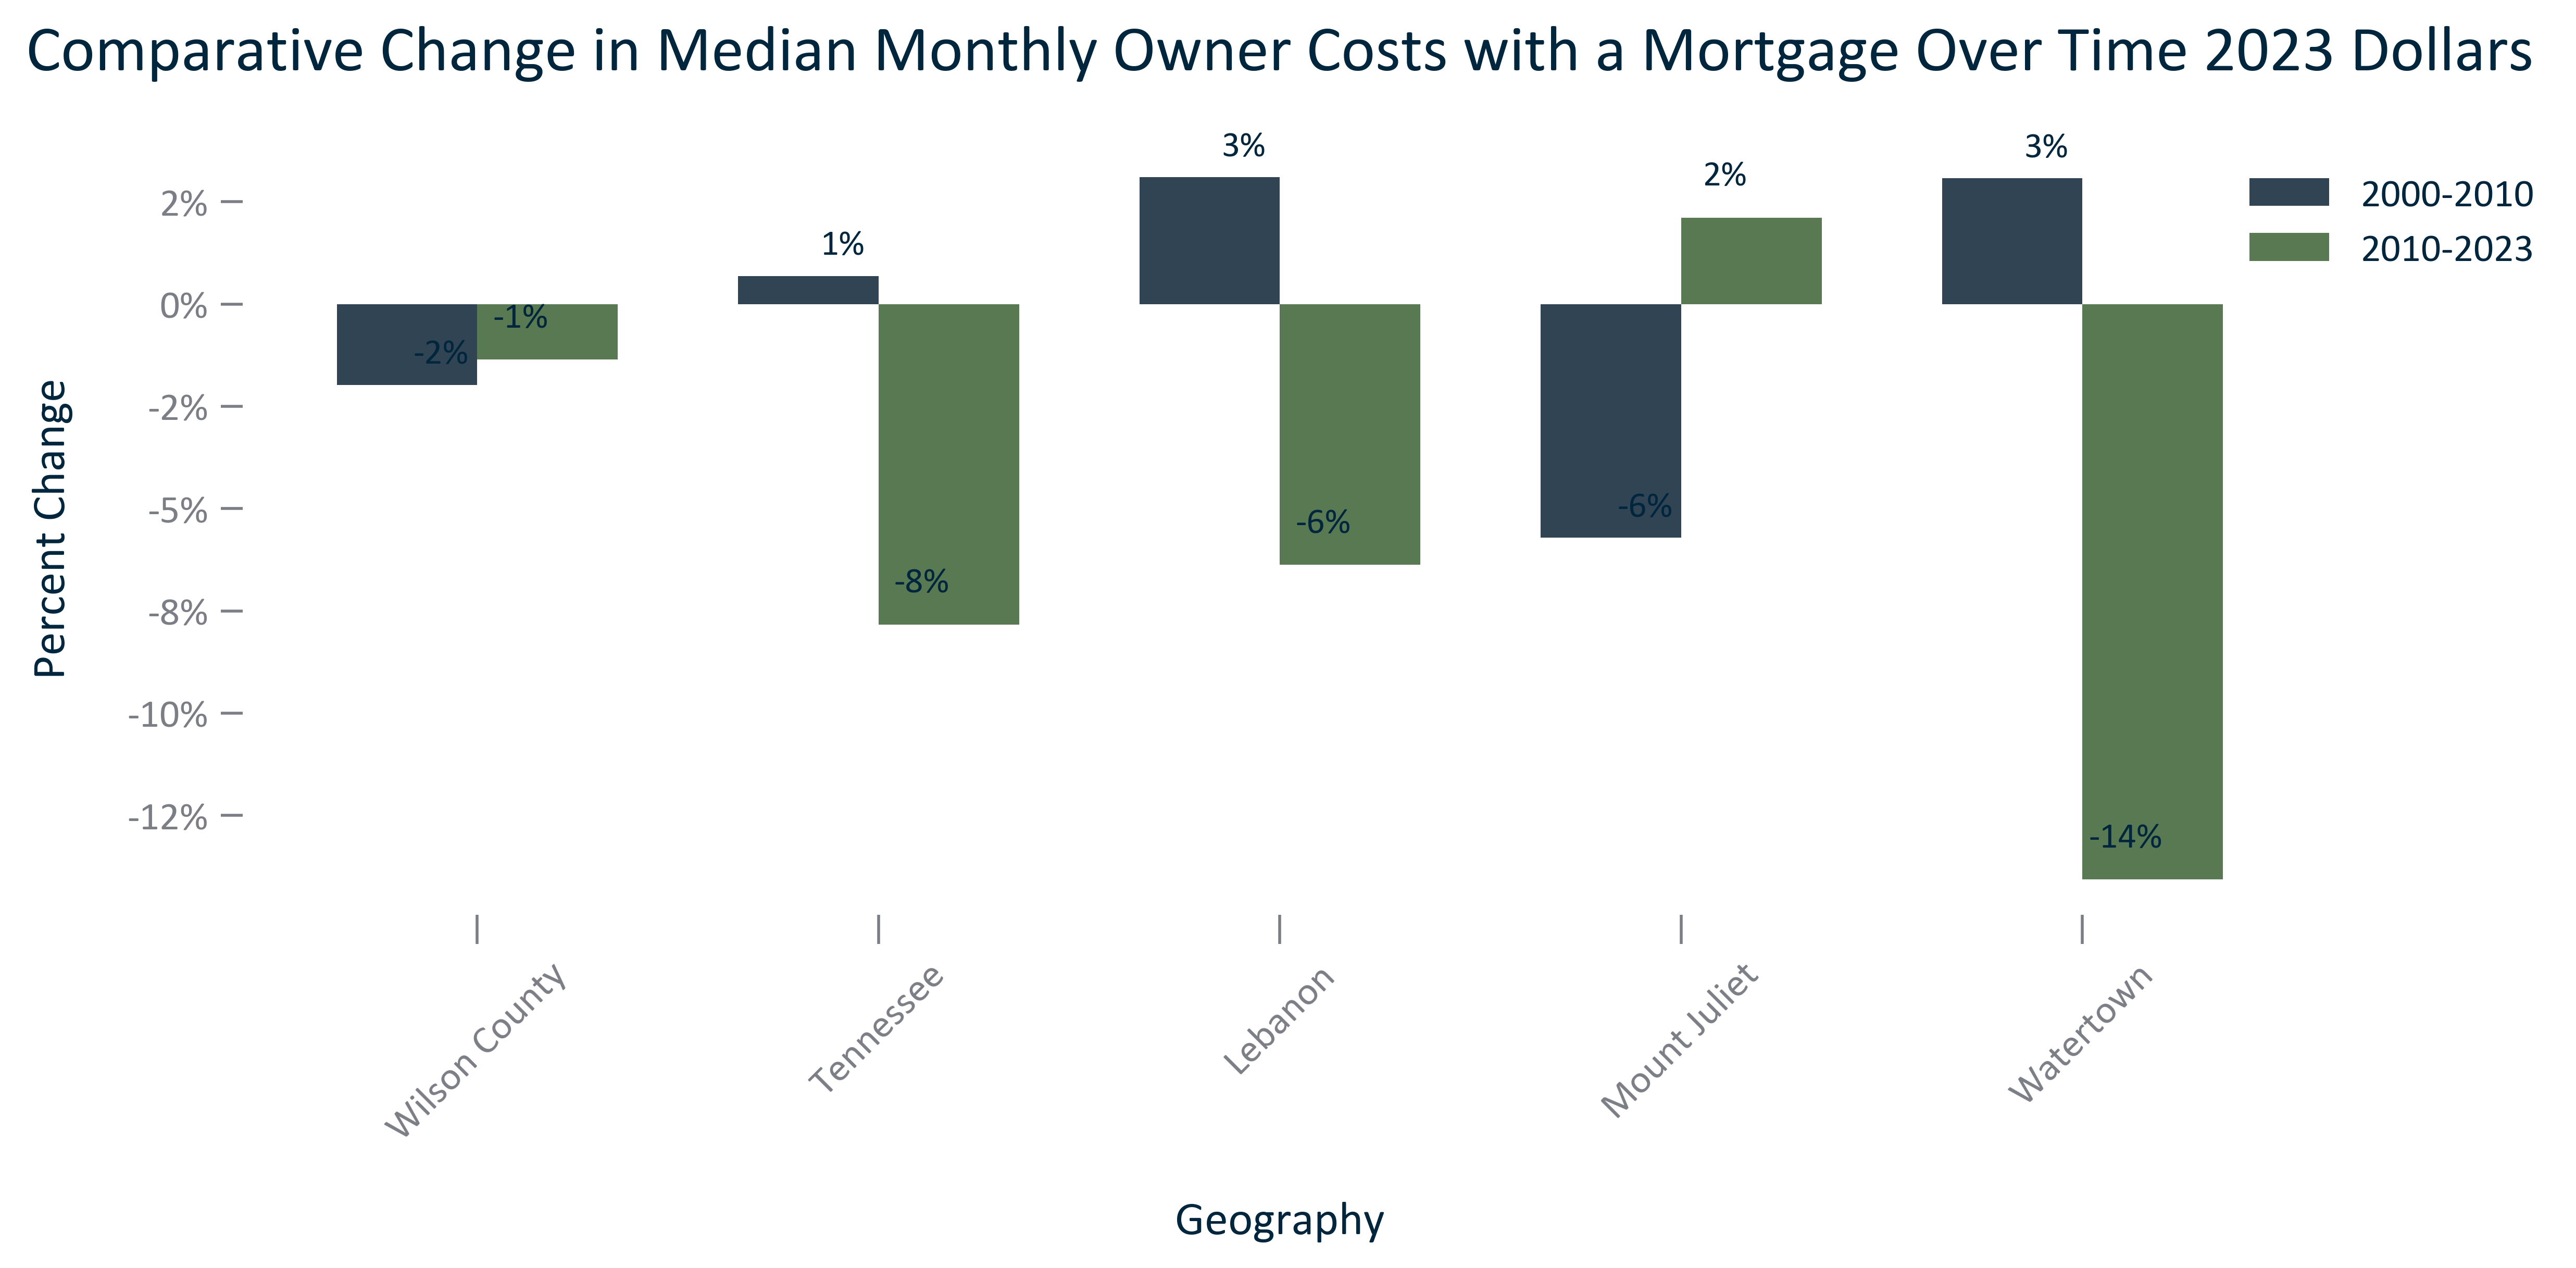 Comparative Change in Median Monthly Owner Costs with a Mortgage Over Time 2023 Dollars
3%
3%
2%
2%
2000-2010
1%
2010-2023
0%
-1%
-2%
-2%
-6%
-5%
-6%
-8%
-8%
-10%
-12%
-14%
Percent Change
Wilson County
Tennessee
Lebanon
Mount Juliet
Watertown
Geography